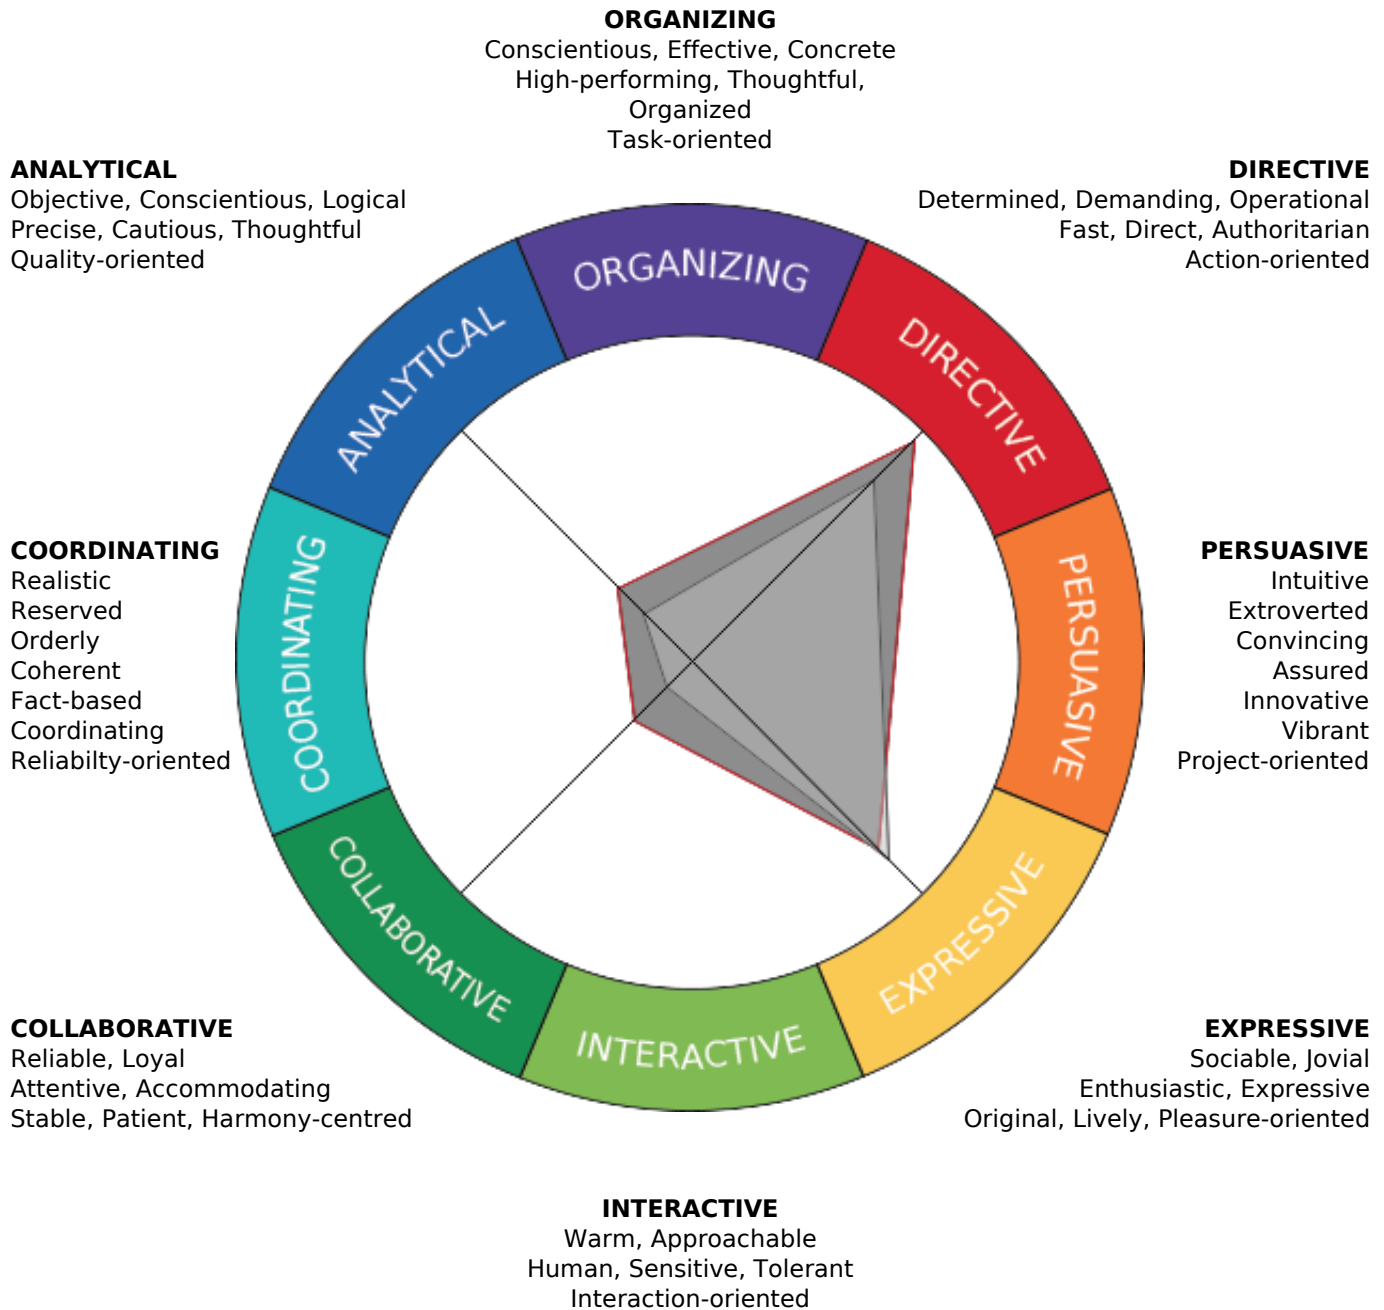 ORGANIZING
Conscientious, Effective, Concrete
High-performing, Thoughtful,
Organized
Task-oriented
ANALYTICAL
Objective, Conscientious, Logical
Precise, Cautious, Thoughtful
Quality-oriented
DIRECTIVE
Determined, Demanding, Operational
Fast, Direct, Authoritarian
Action-oriented
ORGANIZING
ANALYTICAL
DIRECTIVE
COORDINATING
PERSUASIVE
COLLABORATIVE
EXPRESSIVE
INTERACTIVE
COORDINATING
Realistic
Reserved
Orderly
Coherent
Fact-based
Coordinating
Reliabilty-oriented
PERSUASIVE
Intuitive
Extroverted
Convincing
Assured
Innovative
Vibrant
Project-oriented
COLLABORATIVE
Reliable, Loyal
Attentive, Accommodating
Stable, Patient, Harmony-centred
EXPRESSIVE
Sociable, Jovial
Enthusiastic, Expressive
Original, Lively, Pleasure-oriented
INTERACTIVE
Warm, Approachable
Human, Sensitive, Tolerant
Interaction-oriented